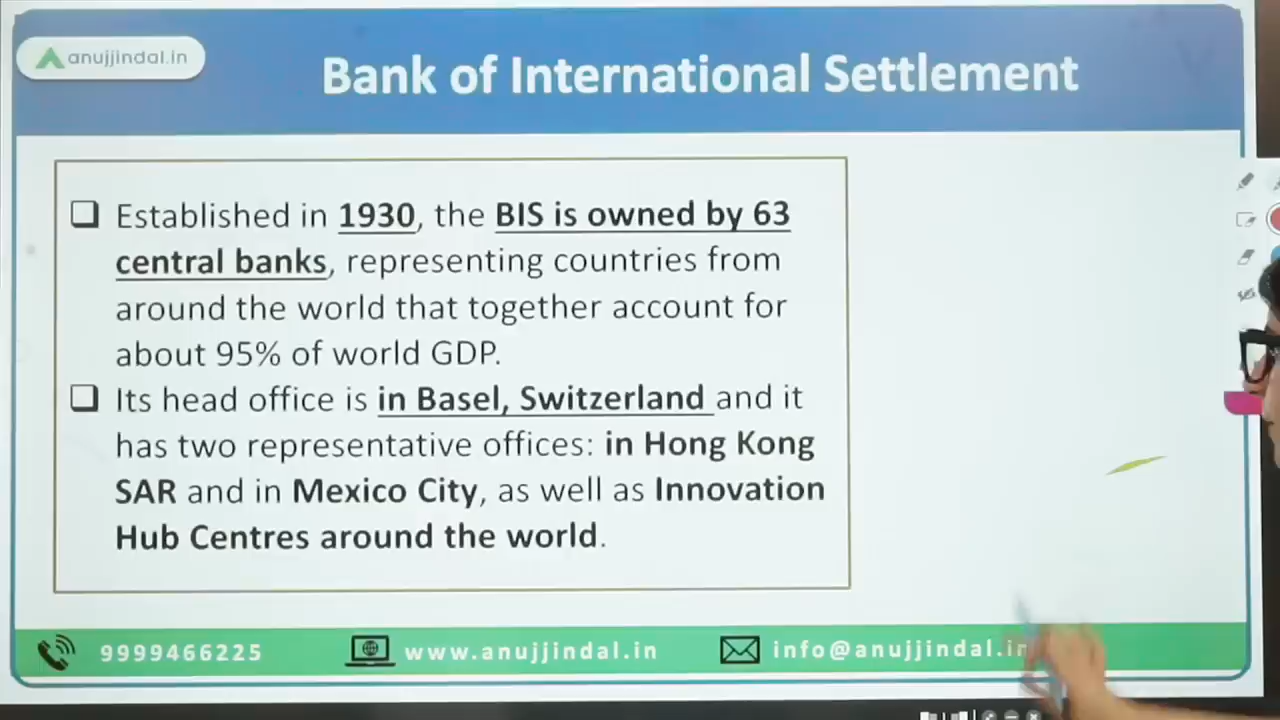 anujjindal.in
Bank of International Settlement
Established in 1930, the BIS is owned by 63
central banks, representing countries from
around the world that together account for
about 95% of world GDP.
Its head office is in Basel, Switzerland and it
has two representative offices: in Hong Kong
SAR and in Mexico City, as well as Innovation
Hub Centres around the world.
9999466225
www.anujjindal.in
info@anujjindal.in